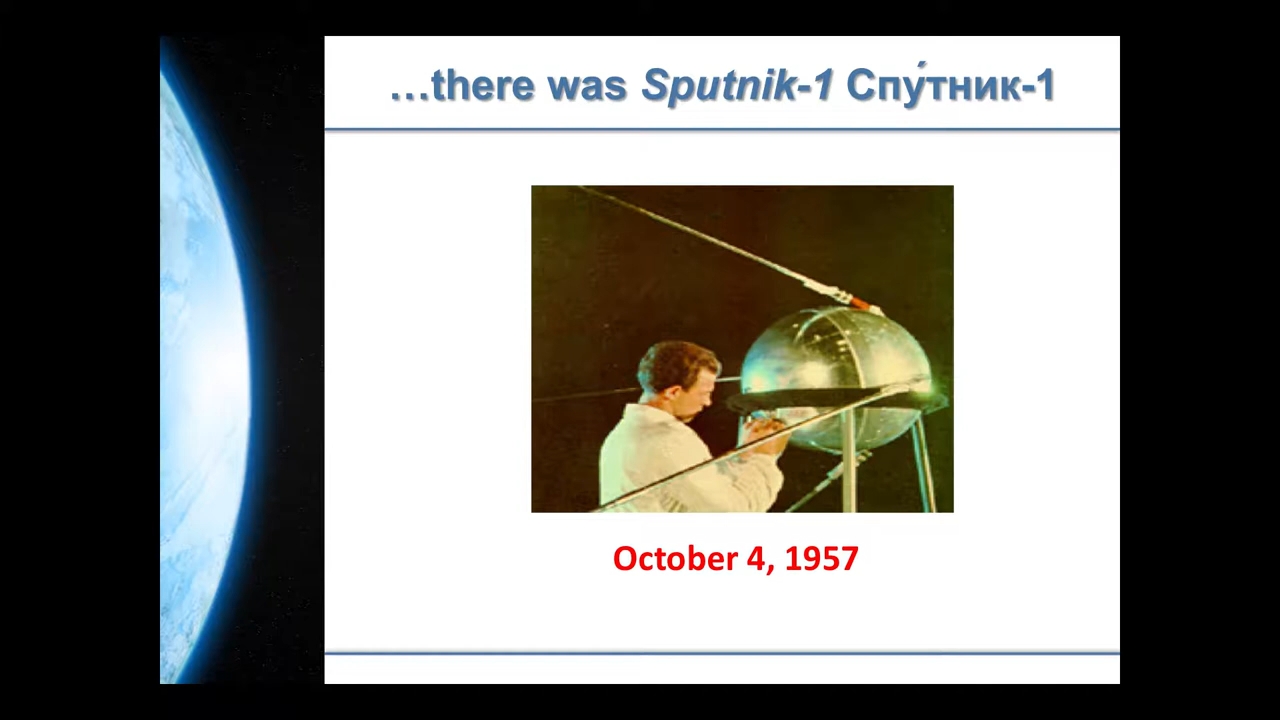 …there was Sputnik-1 Спу́тник-1
October 4, 1957